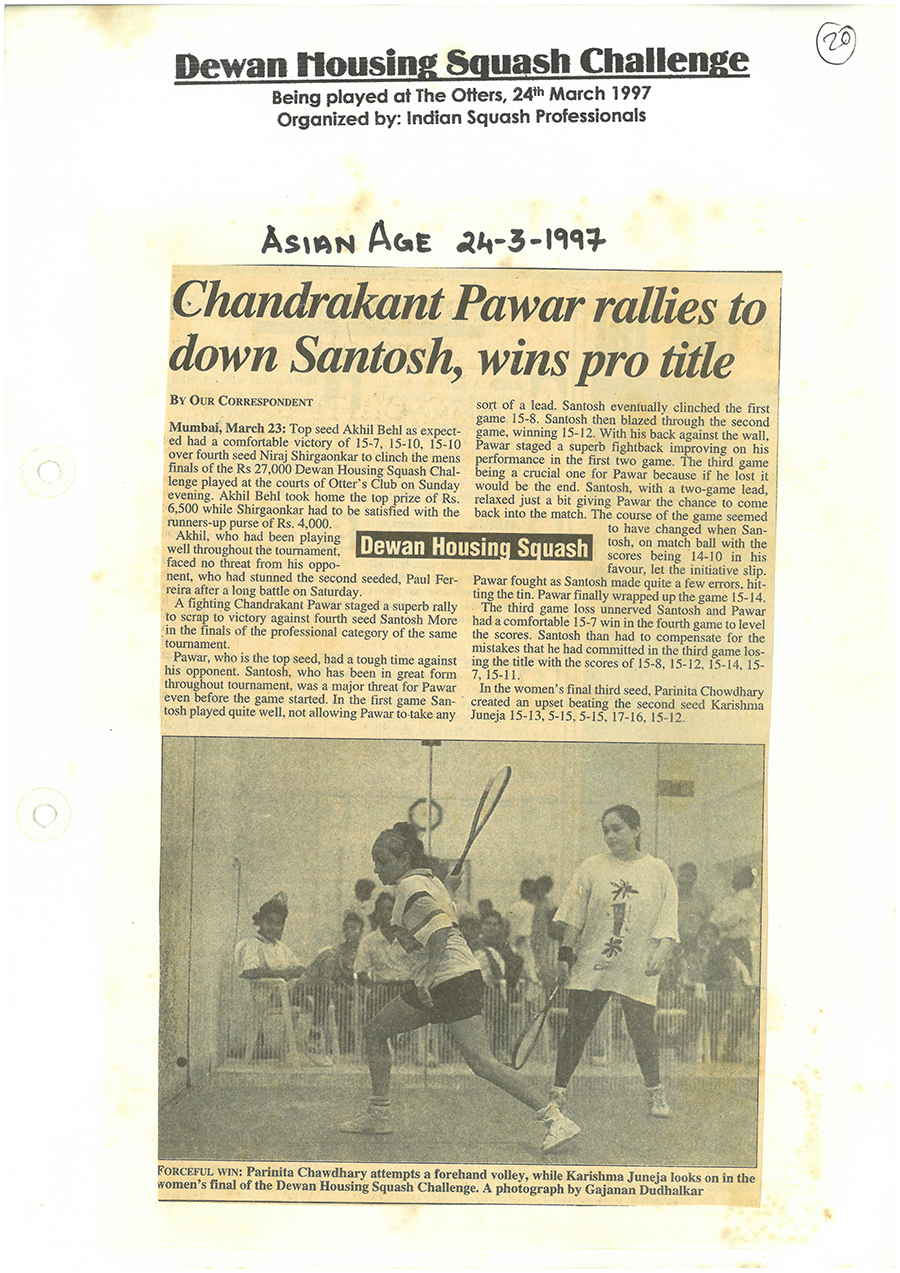 20
Dewan Housing Squash Challenge
Being played at The Otters, 24th March 1997
Organized by: Indian Squash Professionals
ASIAN AGE 24-3-1997
Chandrakant Pawar rallies to
down Santosh, wins pro title
BY OUR CORRESPONDENT
Mumbai, March 23: Top seed Akhil Behl as expect-
ed had a comfortable victory of 15-7, 15-10, 15-10
over fourth seed Niraj Shirgaonkar to clinch the mens
finals of the Rs 27,000 Dewan Housing Squash Chal-
lenge played at the courts of Otter's Club on Sunday
evening. Akhil Behl took home the top prize of Rs.
6,500 while Shirgaonkar had to be satisfied with the
runners-up purse of Rs. 4,000.
Akhil, who had been playing
well throughout the tournament,
faced no threat from his oppo-
nent, who had stunned the second seeded, Paul Fer-
reira after a long battle on Saturday.
A fighting Chandrakant Pawar staged a superb rally
to scrap to victory against fourth seed Santosh More
in the finals of the professional category of the same
tournament.
Pawar, who is the top seed, had a tough time against
his opponent. Santosh, who has been in great form
throughout tournament, was a major threat for Pawar
even before the game started. In the first game San-
tosh played quite well, not allowing Pawar to take any
Dewan Housing Squash
sort of a lead. Santosh eventually clinched the first
game 15-8. Santosh then blazed through the second
game, winning 15-12. With his back against the wall,
Pawar staged a superb fightback improving on his
performance in the first two game. The third game
being a crucial one for Pawar because if he lost it
would be the end. Santosh, with a two-game lead,
relaxed just a bit giving Pawar the chance to come
back into the match. The course of the game seemed
to have changed when San-
tosh, on match ball with the
scores being 14-10 in his
favour, let the initiative slip.
Pawar fought as Santosh made quite a few errors, hit-
ting the tin. Pawar finally wrapped up the game 15-14.
The third game loss unnerved Santosh and Pawar
had a comfortable 15-7 win in the fourth game to level
the scores. Santosh than had to compensate for the
mistakes that he had committed in the third game los-
ing the title with the scores of 15-8, 15-12, 15-14, 15-
7, 15-11.
In the women's final third seed, Parinita Chowdhary
created an upset beating the second seed Karishma
Juneja 15-13, 5-15, 5-15, 17-16, 15-12.
FORCEFUL WIN: Parinita Chawdhary attempts a forehand volley, while Karishma Juneja looks on in the
women's final of the Dewan Housing Squash Challenge. A photograph by Gajanan Dudhalkar